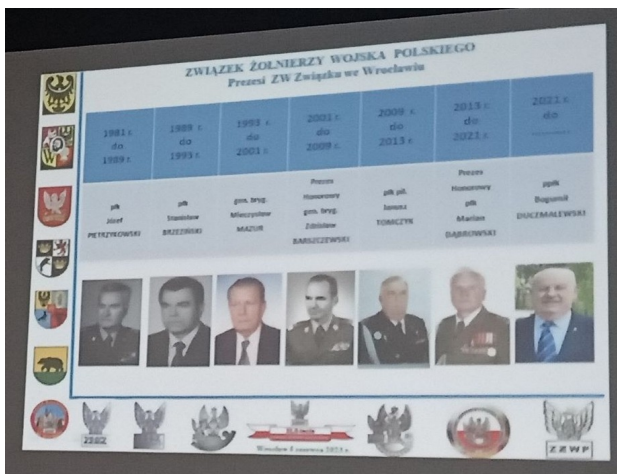 ZWIĄZEK ŻOŁNIERZY WOJSKA POLSKIEGO
Prezesi ZW Związku we Wrocławiu
1981 r.
do
1989 r.
1989 r.
do
1993 r.
1993 r.
do
2001 r.
2001 r.
do
2009 r.
2009 r.
do
2013 r.
2013 r.
do
2021 r.
2021 r.
do
płk
Józef
PIETRZYKOWSKI
płk
Stanisław
BRZEZIŃSKI
gen. bryg.
Mieczysław
MAZUR
Prezes
Honorowy
gen. bryg.
Zdzisław
BARSZCZEWSKI
płk pil.
Janusz
TOMCZYK
Prezes
Honorowy
płk
Marian
DĄBROWSKI
ppłk
Bogumił
DUCZMALEWSKI
Wrocław czerwca 2023 r.
ZZWP